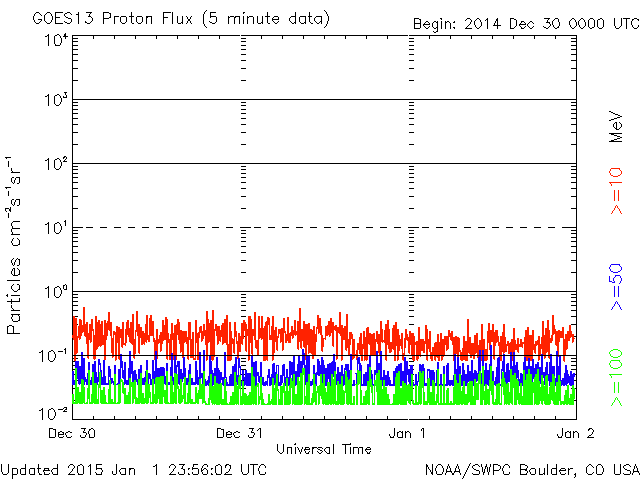 GOES13 Proton Flux (5 minute data)
Begin: 2014 Dec 30 0000 UTC
Particles cm⁻²s⁻¹sr⁻¹
10⁴
10³
10²
10¹
10⁰
10⁻¹
10⁻²
Dec 30
Dec 31
Jan 1
Jan 2
Universal Time
MeV
>=10
>=50
>=100
Updated 2015 Jan 1 23:56:02 UTC
NOAA/SWPC Boulder, CO USA